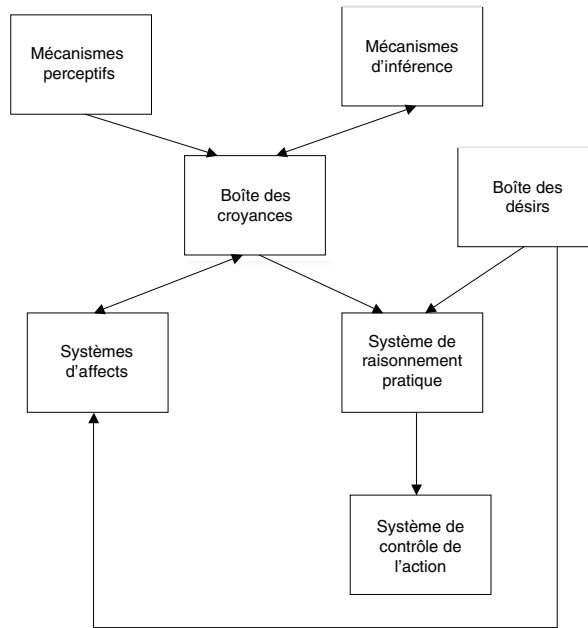 Mécanismes
perceptifs
Mécanismes
d'inférence
Boîte des
croyances
Boîte des
désirs
Systèmes
d'affects
Système de
raisonnement
pratique
Système de
contrôle de
l'action